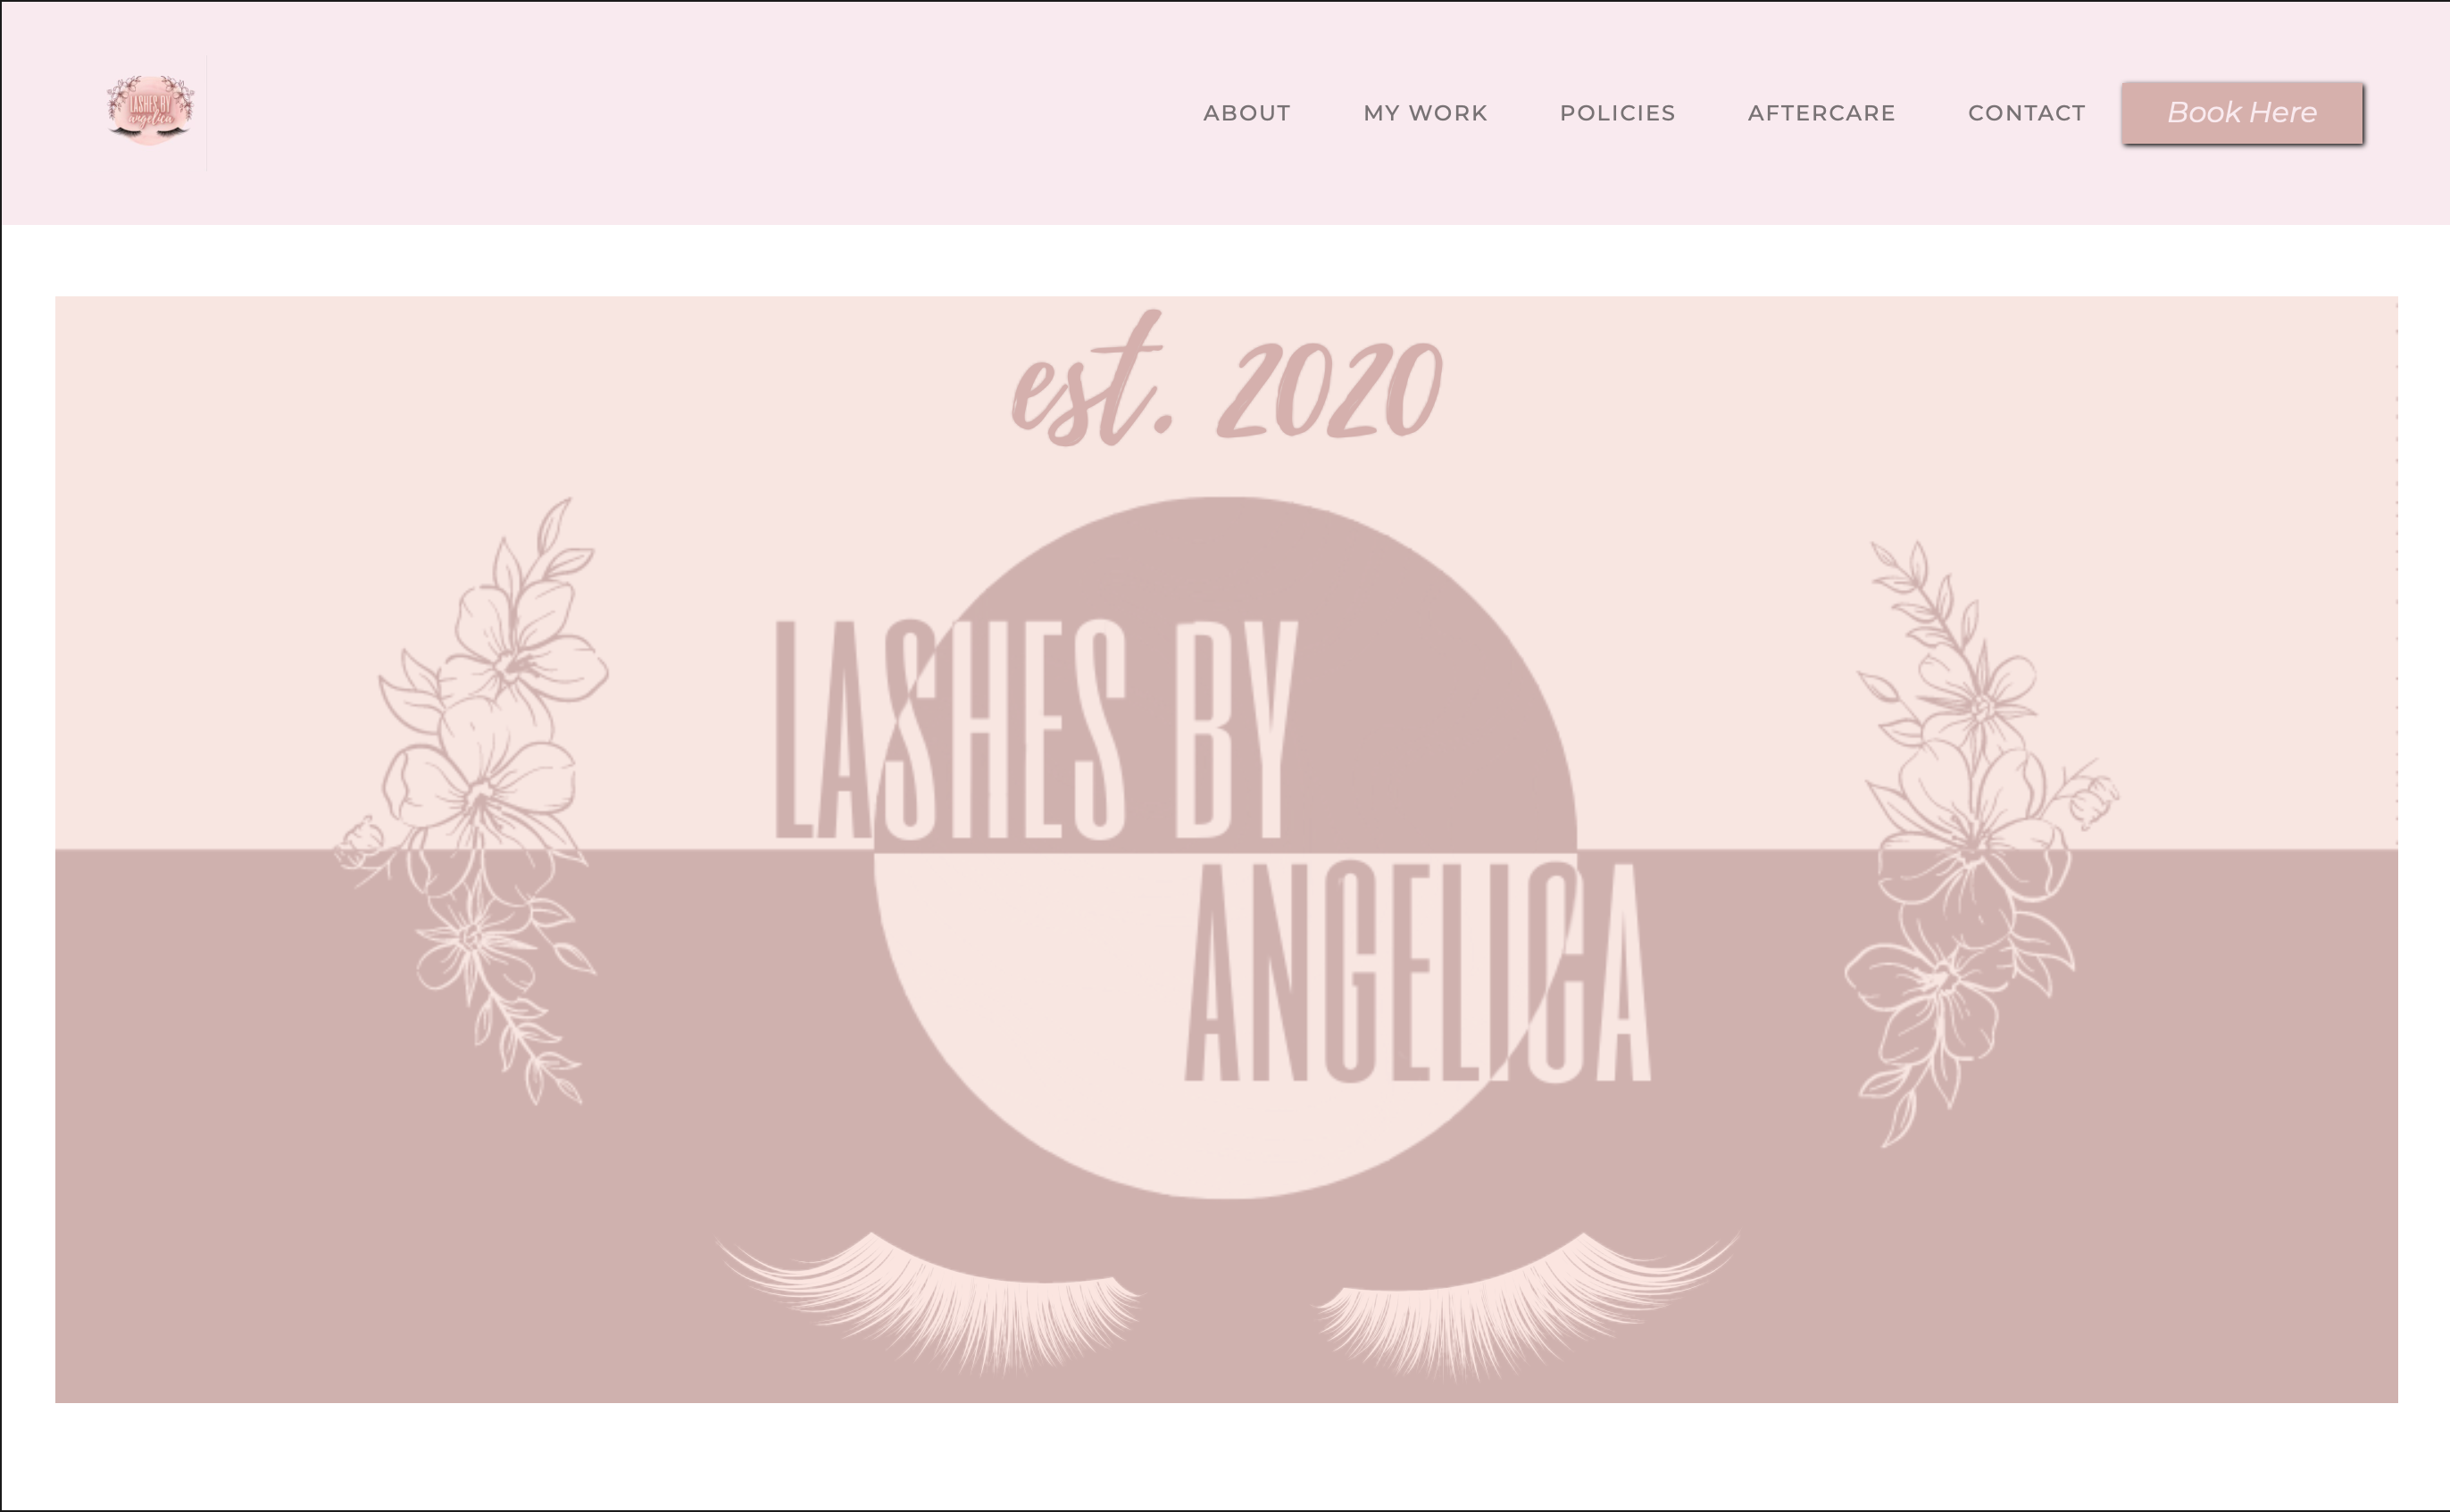 LASHES BY
angelica
ABOUT MY WORK POLICIES AFTERCARE CONTACT Book Here
est. 2020
LASHES BY
ANGELICA